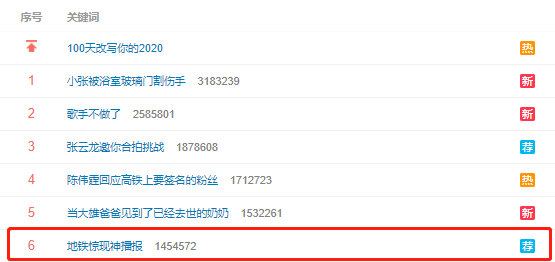 序号 关键词
100天改写你的2020 热
1 小张被浴室玻璃门割伤手 3183239 新
2 歌手不做了 2585801 新
3 张云龙邀你合拍挑战 1878608 荐
4 陈伟霆回应高铁上要签名的粉丝 1712723 热
5 当大雄爸爸见到了已经去世的奶奶 1532261 新
6 地铁惊现神播报 1454572 荐